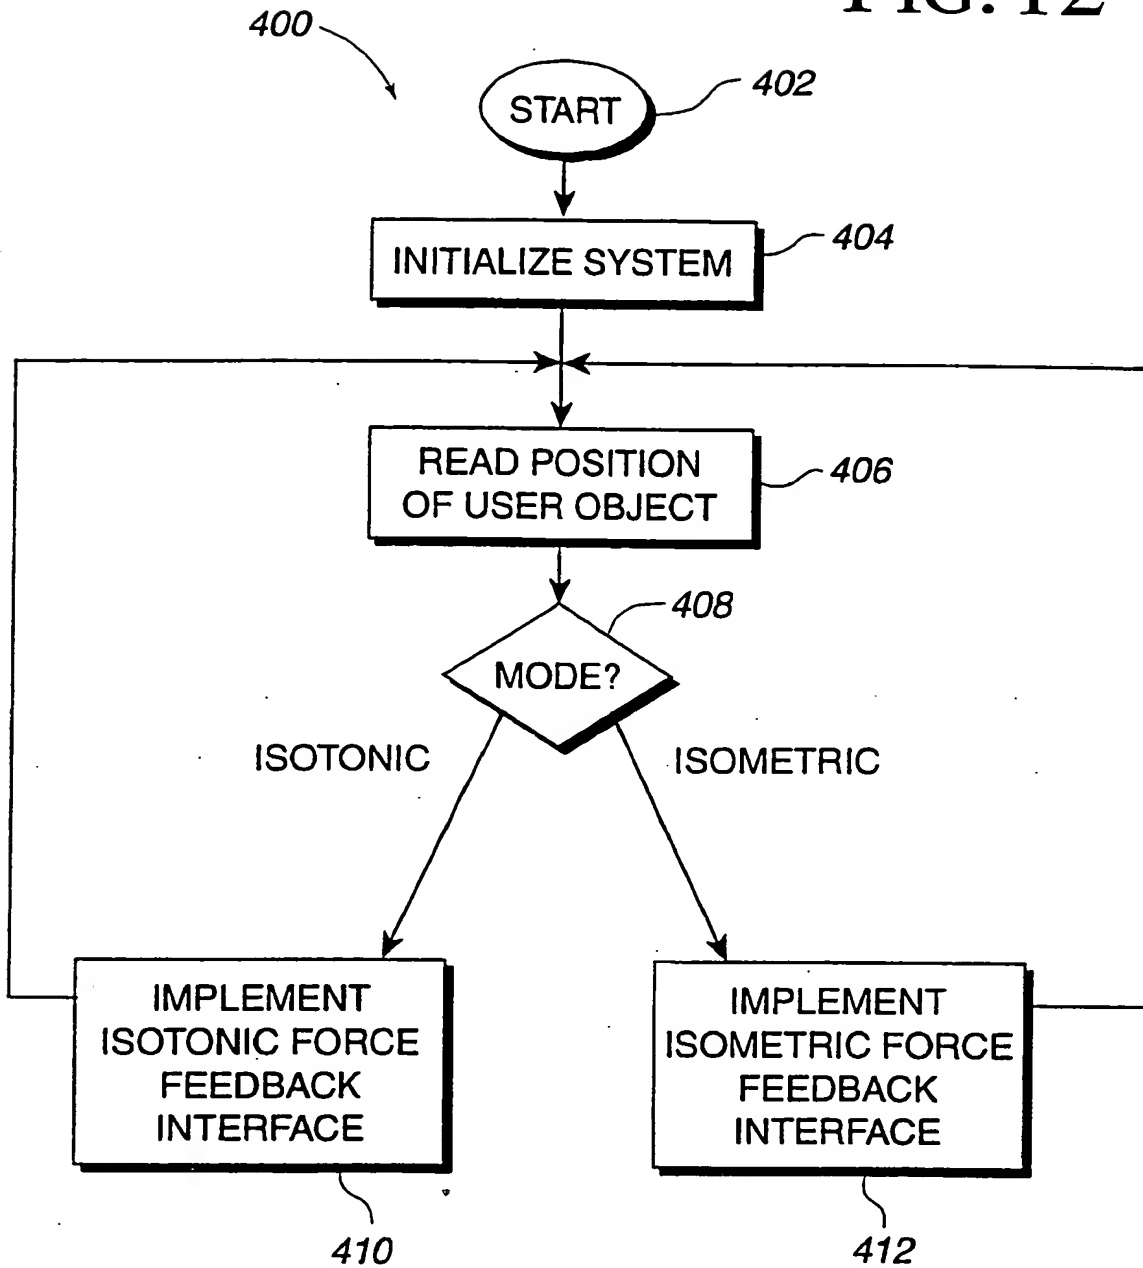 FIG. 12
400
START
402
INITIALIZE SYSTEM
404
READ POSITION
OF USER OBJECT
406
MODE?
408
ISOTONIC
ISOMETRIC
IMPLEMENT
ISOTONIC FORCE
FEEDBACK
INTERFACE
410
IMPLEMENT
ISOMETRIC FORCE
FEEDBACK
INTERFACE
412